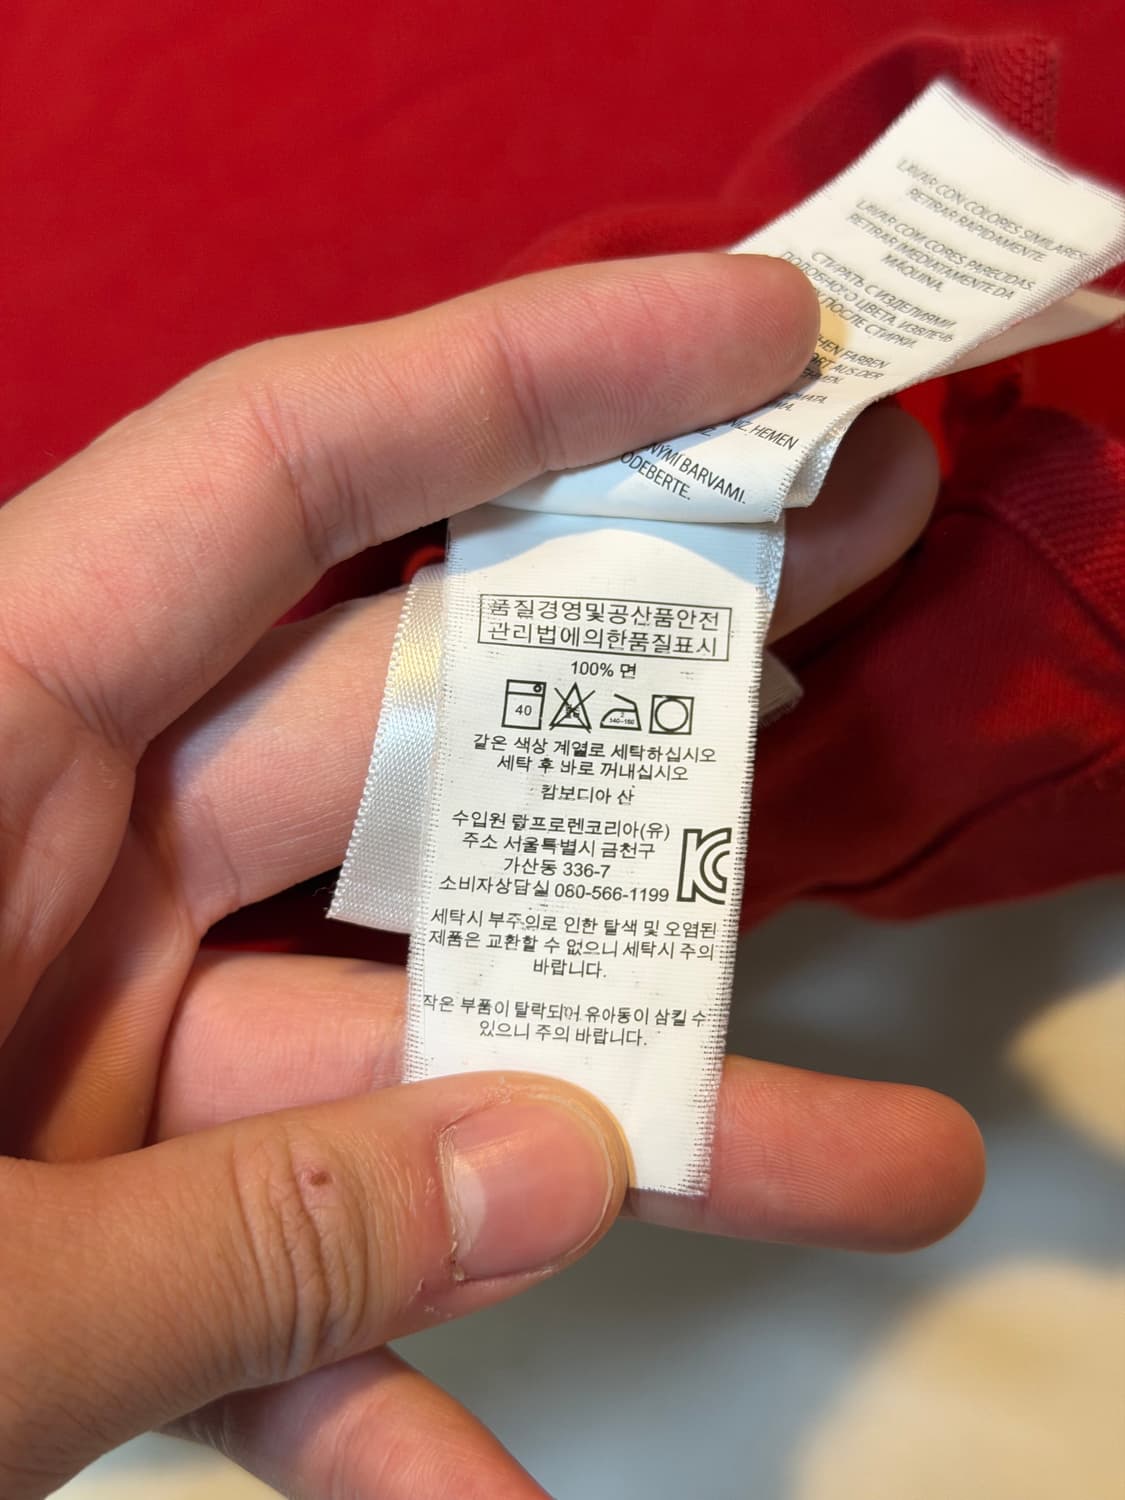 LAVAR CON COLORES SIMILARES
RETIRAR RAPIDAMENTE.
LAVAR COM CORES PARECIDAS.
RETIRAR IMEDIATAMENTE DA
MÁQUINA.
СТИРАТЬ С ИЗДЕЛИЯМИ
ПОДОБНОГО ЦВЕТА. ИЗВЛЕЧЬ
ПОСЛЕ СТИРКИ.
FARBEN
AUS DER
HEMEN
BARVAMI.
ODEBERTE.
품질경영및공산품안전
관리법에의한품질표시
100% 면
40
140-160
같은 색상 계열로 세탁하십시오
세탁 후 바로 꺼내십시오
캄보디아 산
수입원 랄프로렌코리아(유)
주소 서울특별시 금천구
가산동 336-7
소비자상담실 080-566-1199
KC
세탁시 부주의로 인한 탈색 및 오염된
제품은 교환할 수 없으니 세탁시 주의
바랍니다.
작은 부품이 탈락되어 유아동이 삼킬 수
있으니 주의 바랍니다.